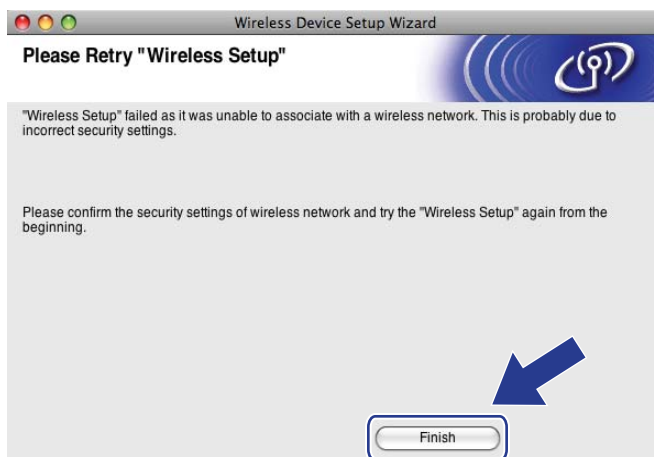 Wireless Device Setup Wizard
Please Retry "Wireless Setup"
"Wireless Setup" failed as it was unable to associate with a wireless network. This is probably due to
incorrect security settings.
Please confirm the security settings of wireless network and try the "Wireless Setup" again from the
beginning.
Finish